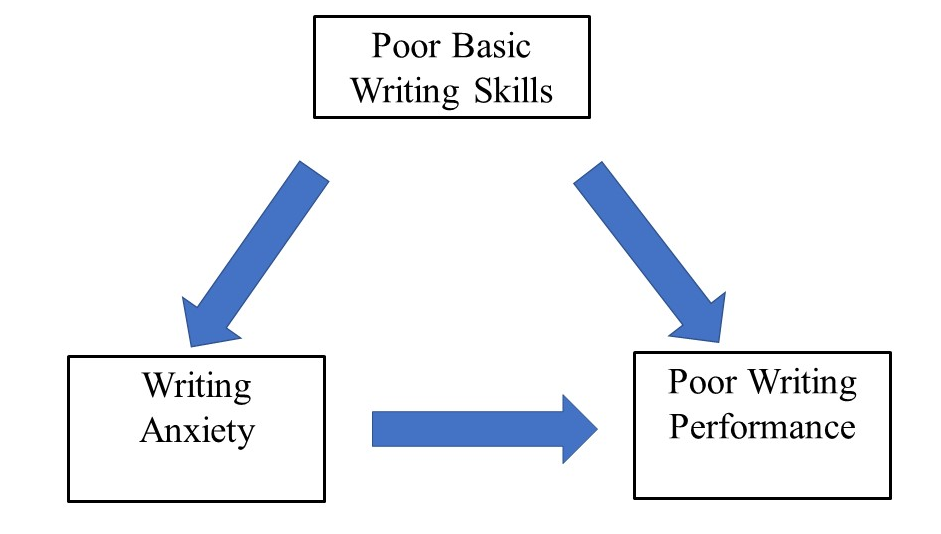 Poor Basic
Writing Skills
Writing
Anxiety
Poor Writing
Performance